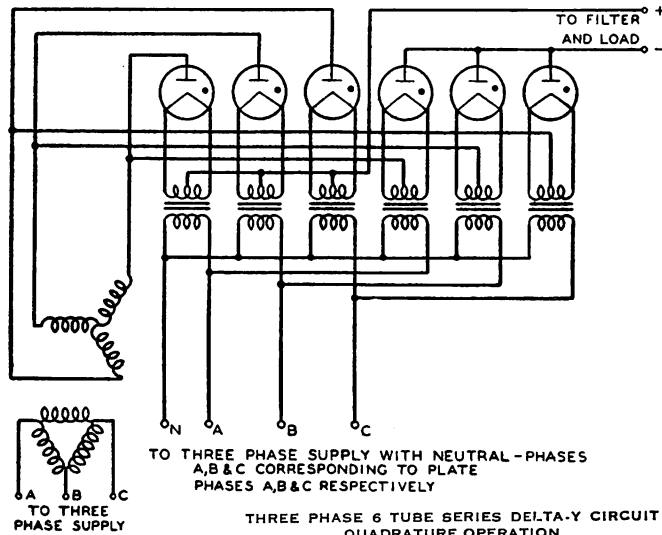 TO FILTER +
AND LOAD –
N A B C
TO THREE PHASE SUPPLY WITH NEUTRAL-PHASES
A,B & C CORRESPONDING TO PLATE
PHASES A,B & C RESPECTIVELY
A B C
TO THREE
PHASE SUPPLY
THREE PHASE 6 TUBE SERIES DELTA-Y CIRCUIT
QUADRATURE OPERATION